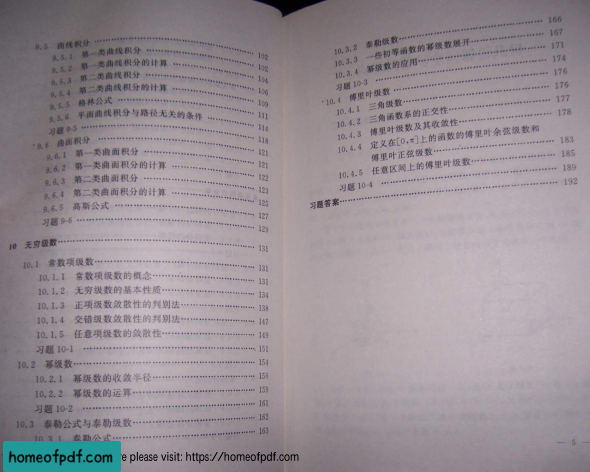 9.5 曲线积分 102
9.5.1 第一类曲线积分 102
9.5.2 第一类曲线积分的计算 104
9.5.3 第二类曲线积分 106
9.5.4 第二类曲线积分的计算 109
9.5.5 格林公式 111
9.5.6 平面曲线积分与路径无关的条件 114
习题 9-5 118
*9.6 曲面积分 121
9.6.1 第一类曲面积分 121
9.6.2 第一类曲面积分的计算 121
9.6.3 第二类曲面积分 123
9.6.4 第二类曲面积分的计算 125
9.6.5 高斯公式 127
习题 9-6 129
10 无穷级数 131
10.1 常数项级数 131
10.1.1 常数项级数的概念 131
10.1.2 无穷级数的基本性质 134
10.1.3 正项级数敛散性的判别法 138
10.1.4 交错级数敛散性的判别法 147
10.1.5 任意项级数的敛散性 149
习题 10-1 151
10.2 幂级数 154
10.2.1 幂级数的收敛半径
10.2.2 幂级数的运算
习题 10-2 162
10.3 泰勒公式与泰勒级数 163
10.3.1 泰勒公式 163
10.3.2 泰勒级数 166
10.3.3 一些初等函数的幂级数展开 167
10.3.4 幂级数的应用 171
习题 10-3 174
*10.4 傅里叶级数 176
10.4.1 三角级数 176
10.4.2 三角函数系的正交性 176
10.4.3 傅里叶级数及其收敛性 178
10.4.4 定义在[0,π]上的函数的傅里叶余弦级数和
傅里叶正弦级数 183
10.4.5 任意区间上的傅里叶级数 185
习题 10-4 189
习题答案 192
— 5 —
homeofpdf.com
re please visit: https://homeofpdf.com